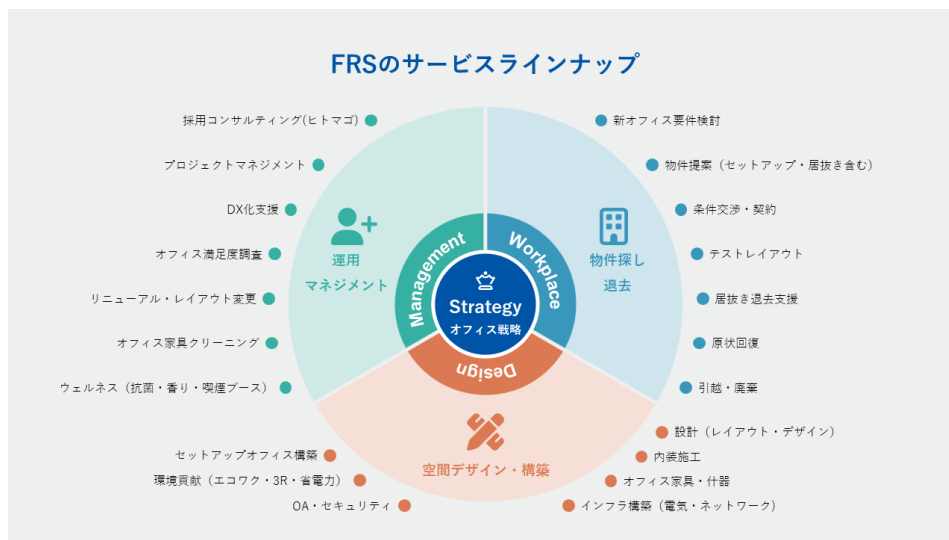 FRSのサービスラインナップ
採用コンサルティング(ヒトマゴ)
プロジェクトマネジメント
DX化支援
オフィス満足度調査
リニューアル・レイアウト変更
オフィス家具クリーニング
ウェルネス（抗菌・香り・喫煙ブース）
運用
マネジメント
Management
Workplace
Strategy
オフィス戦略
Design
物件探し
退去
新オフィス要件検討
物件提案（セットアップ・居抜き含む）
条件交渉・契約
テストレイアウト
居抜き退去支援
原状回復
引越・廃棄
空間デザイン・構築
セットアップオフィス構築
環境貢献（エコワク・3R・省電力）
OA・セキュリティ
設計（レイアウト・デザイン）
内装施工
オフィス家具・什器
インフラ構築（電気・ネットワーク）